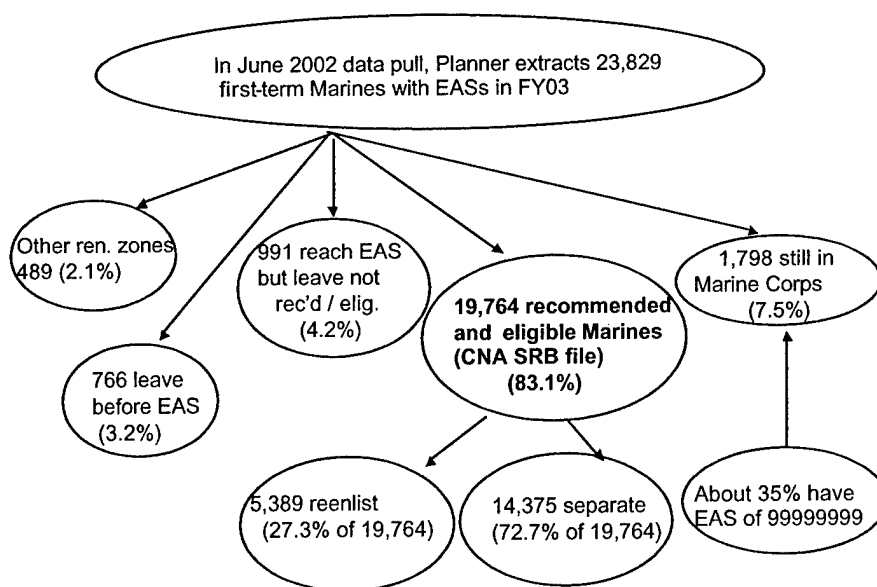 In June 2002 data pull, Planner extracts 23,829
first-term Marines with EASs in FY03
Other ren. zones
489 (2.1%)
766 leave
before EAS
(3.2%)
991 reach EAS
but leave not
rec'd / elig.
(4.2%)
19,764 recommended
and eligible Marines
(CNA SRB file)
(83.1%)
1,798 still in
Marine Corps
(7.5%)
5,389 reenlist
(27.3% of 19,764)
14,375 separate
(72.7% of 19,764)
About 35% have
EAS of 99999999